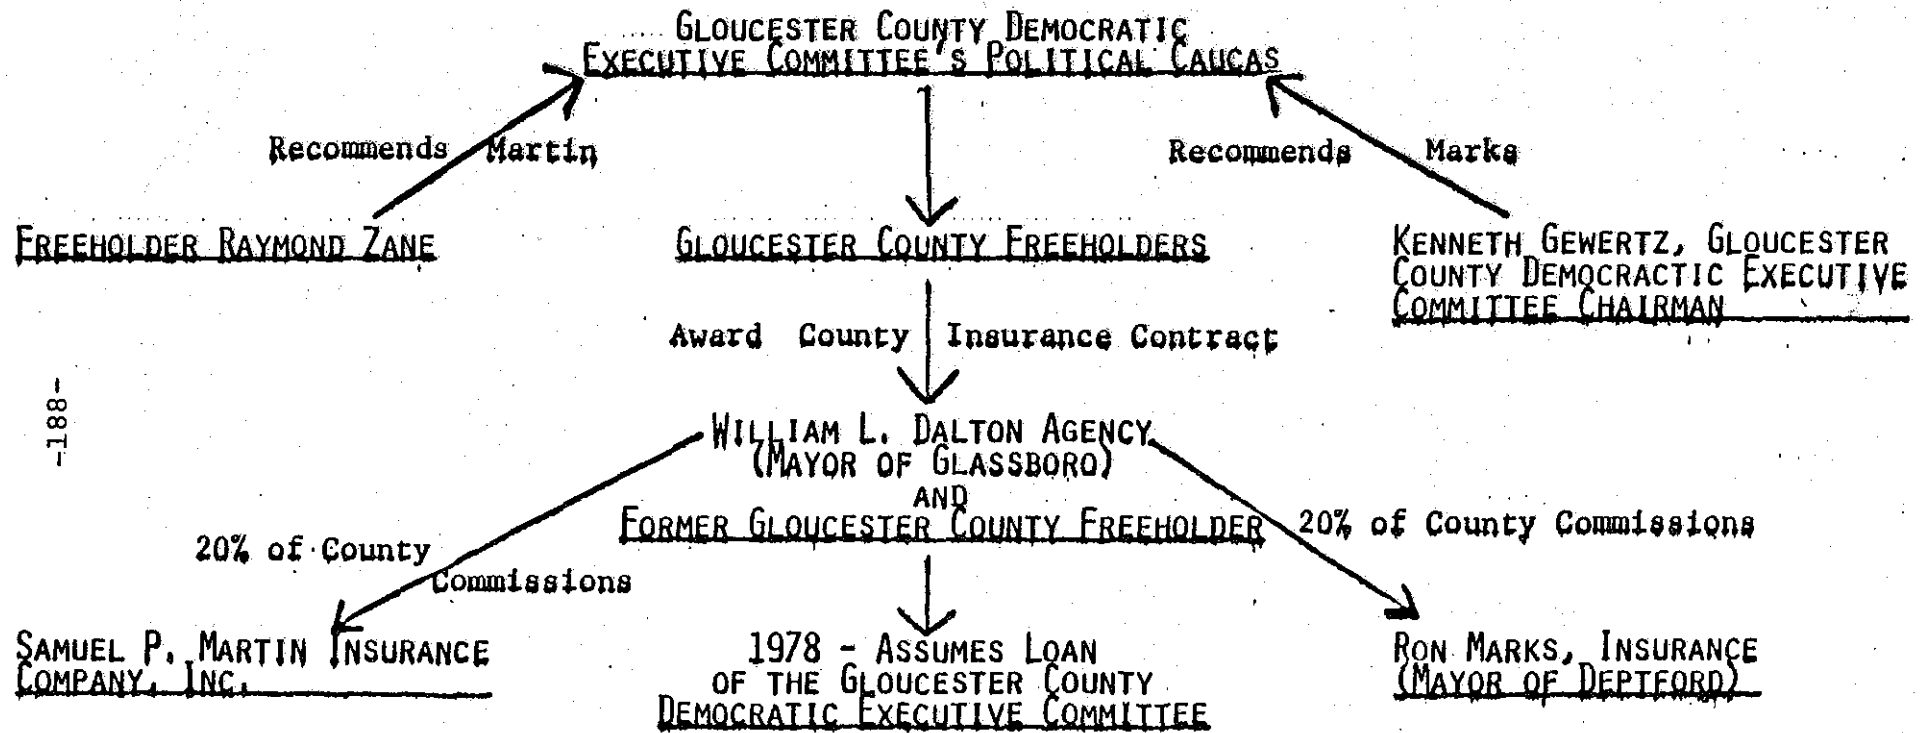 GLOUCESTER COUNTY DEMOCRATIC
EXECUTIVE COMMITTEE'S POLITICAL CAUCAS
Recommends Martin
Recommends Marks
FREEHOLDER RAYMOND ZANE
GLOUCESTER COUNTY FREEHOLDERS
KENNETH GEWERTZ, GLOUCESTER
COUNTY DEMOCRACTIC EXECUTIVE
COMMITTEE CHAIRMAN
Award County Insurance Contract
-188-
WILLIAM L. DALTON AGENCY
(MAYOR OF GLASSBORO)
AND
FORMER GLOUCESTER COUNTY FREEHOLDER
20% of County
Commissions
20% of County Commissions
SAMUEL P. MARTIN INSURANCE
COMPANY, INC.
1978 - ASSUMES LOAN
OF THE GLOUCESTER COUNTY
DEMOCRATIC EXECUTIVE COMMITTEE
RON MARKS, INSURANCE
(MAYOR OF DEPTFORD)